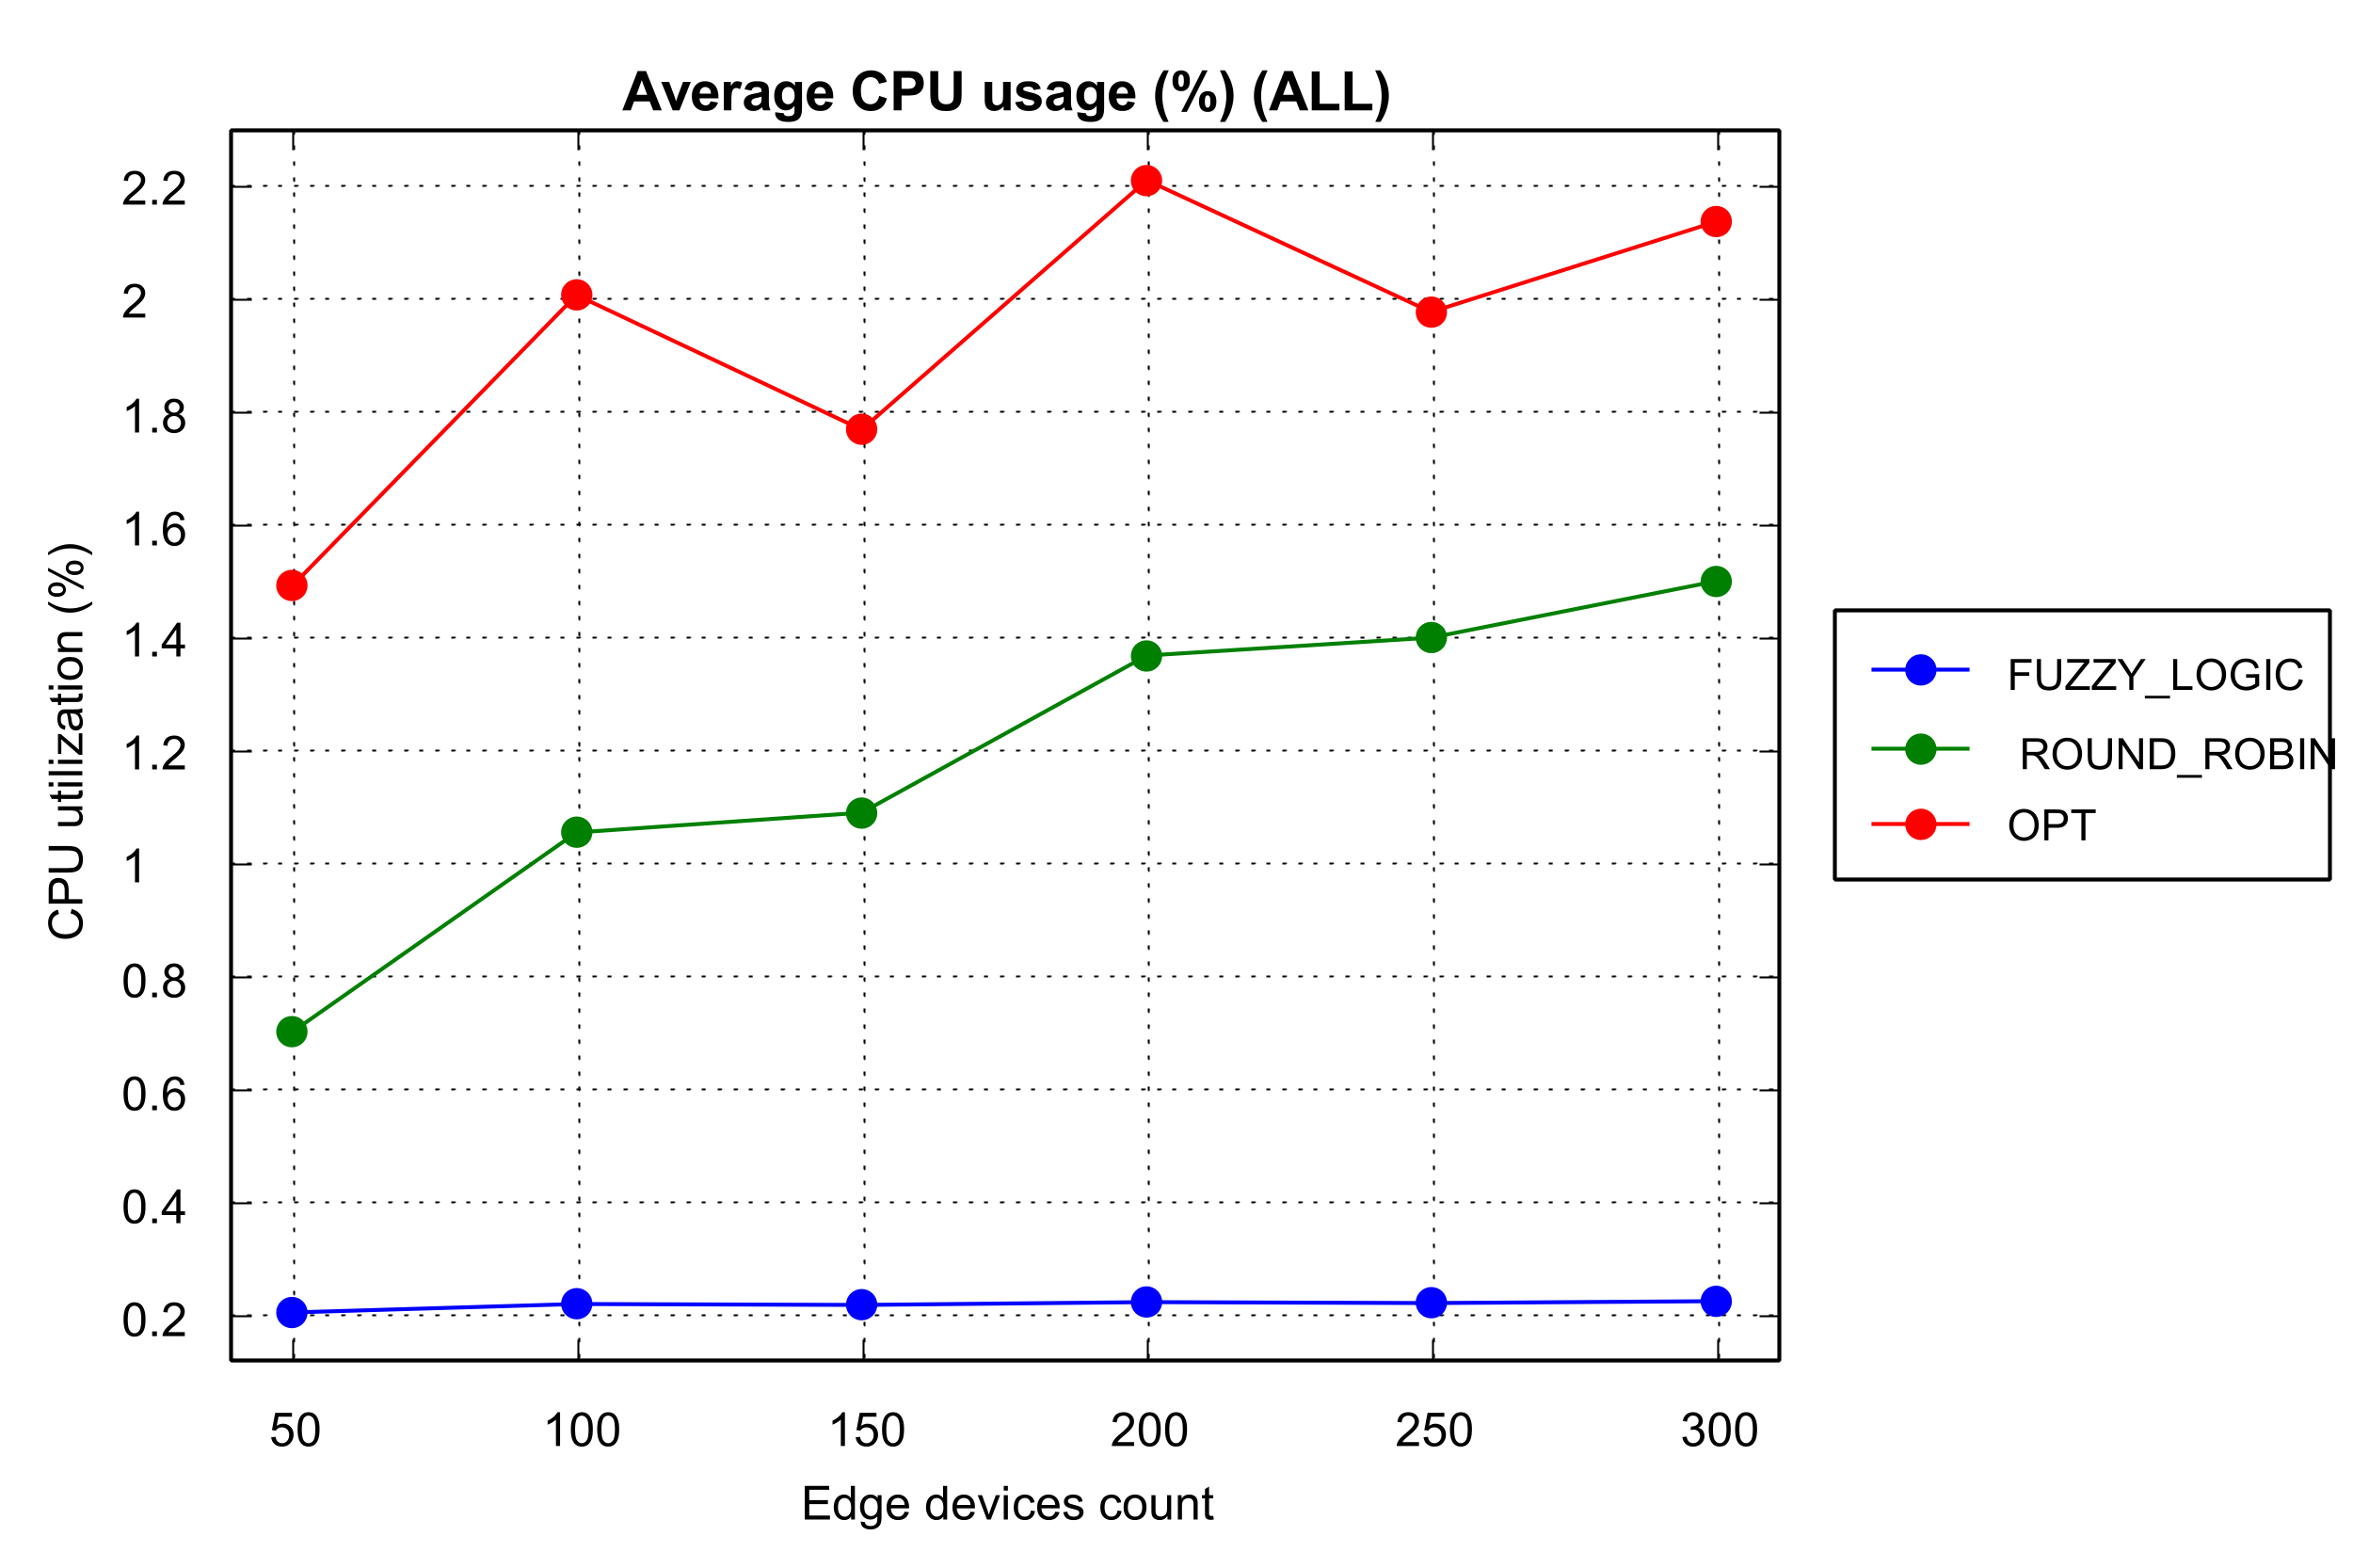 Average CPU usage (%) (ALL)
2.2
2
1.8
1.6
1.4
1.2
1
0.8
0.6
0.4
0.2
CPU utilization (%)
50 100 150 200 250 300
Edge devices count
FUZZY_LOGIC
ROUND_ROBIN
OPT